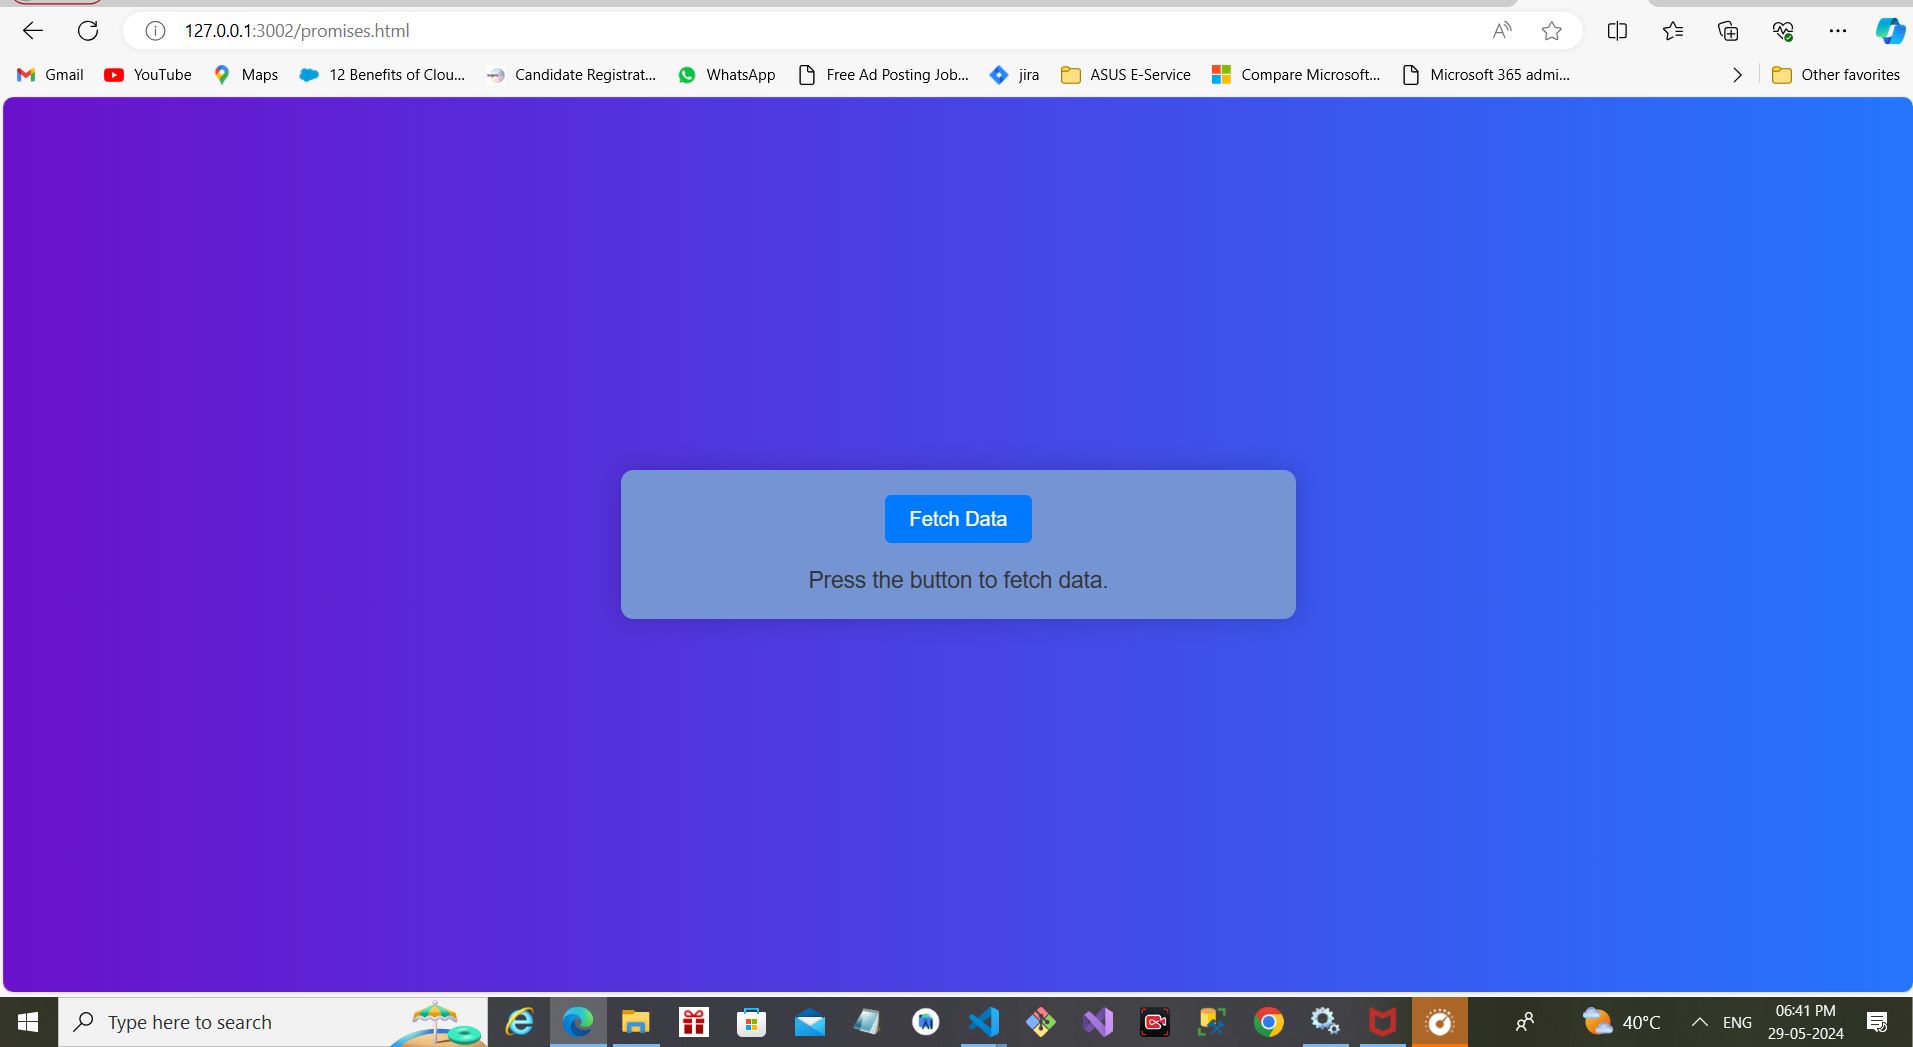 127.0.0.1:3002/promises.html
Gmail YouTube Maps 12 Benefits of Clou... Candidate Registrat... WhatsApp Free Ad Posting Job... jira ASUS E-Service Compare Microsoft... Microsoft 365 admi... Other favorites
Fetch Data
Press the button to fetch data.
Type here to search 40°C ENG 06:41 PM
29-05-2024